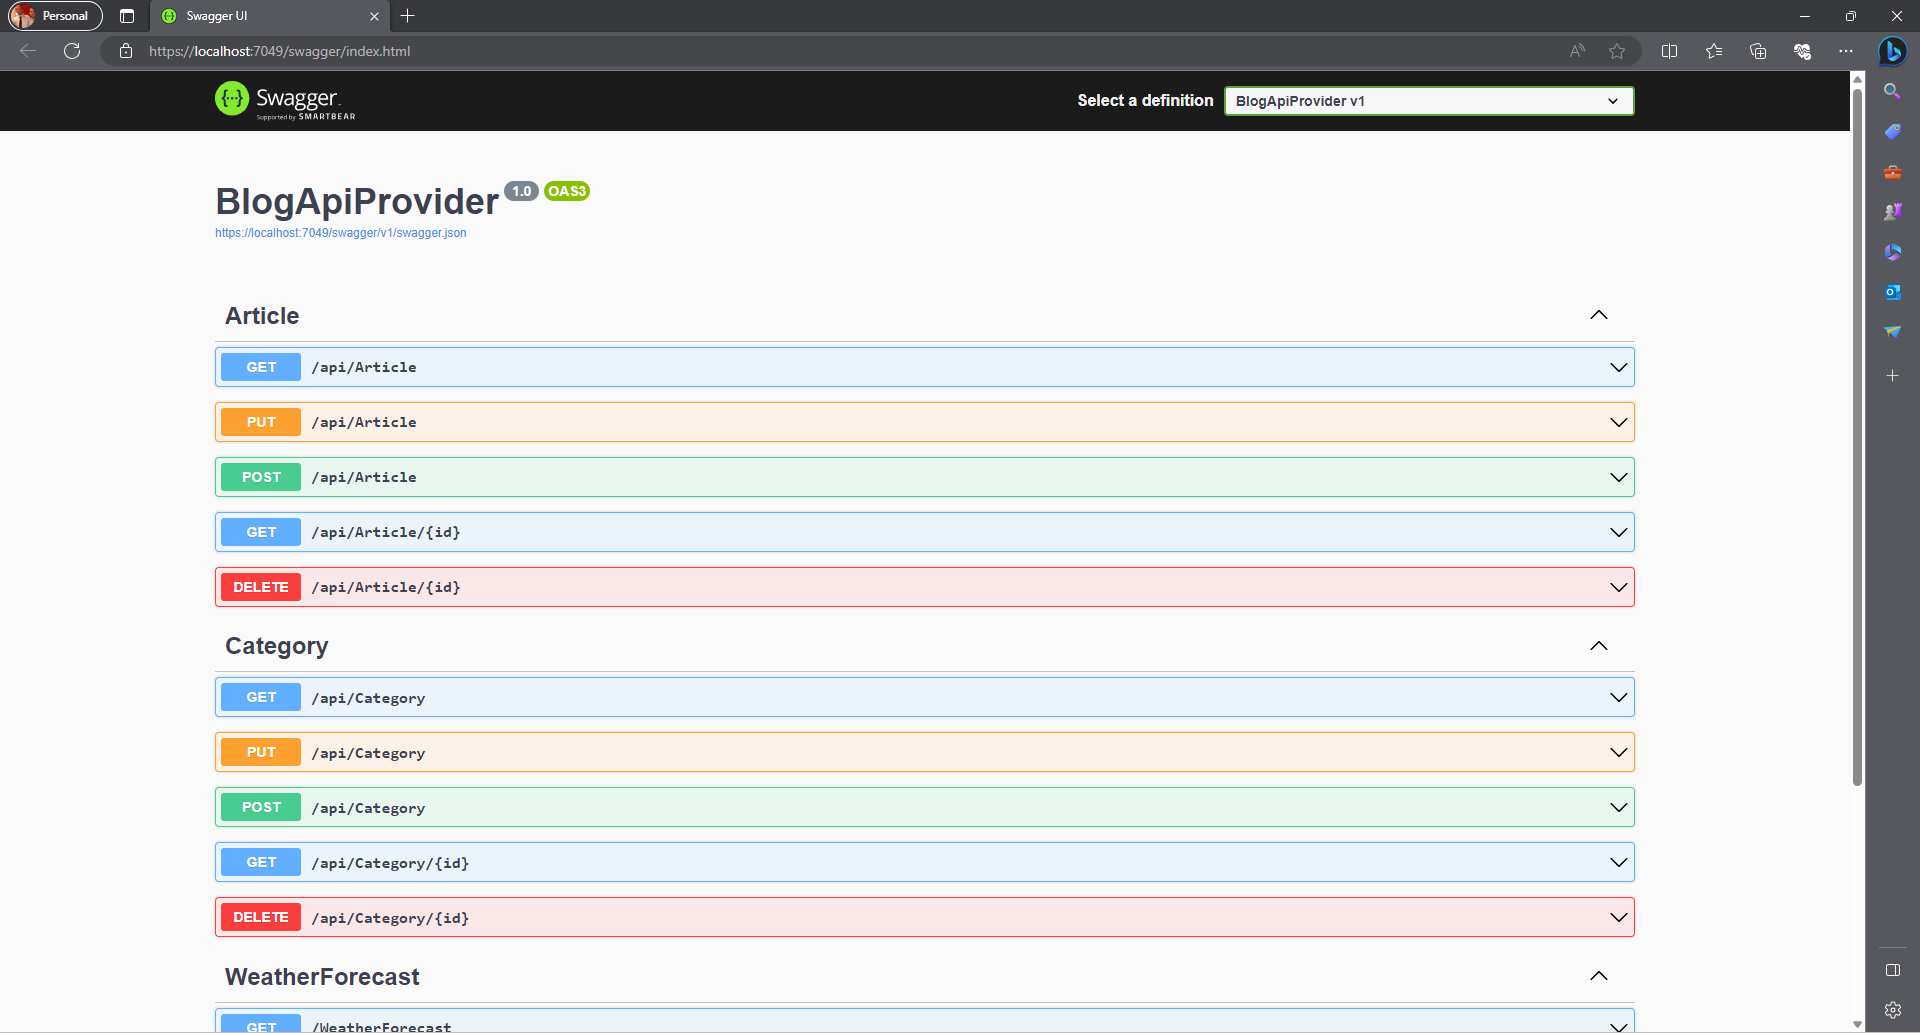 Personal
Swagger UI
https://localhost:7049/swagger/index.html
Swagger
Supported by SMARTBEAR
Select a definition
BlogApiProvider v1
BlogApiProvider 1.0 OAS3
https://localhost:7049/swagger/v1/swagger.json
Article
GET /api/Article
PUT /api/Article
POST /api/Article
GET /api/Article/{id}
DELETE /api/Article/{id}
Category
GET /api/Category
PUT /api/Category
POST /api/Category
GET /api/Category/{id}
DELETE /api/Category/{id}
WeatherForecast
GET /WeatherForecast